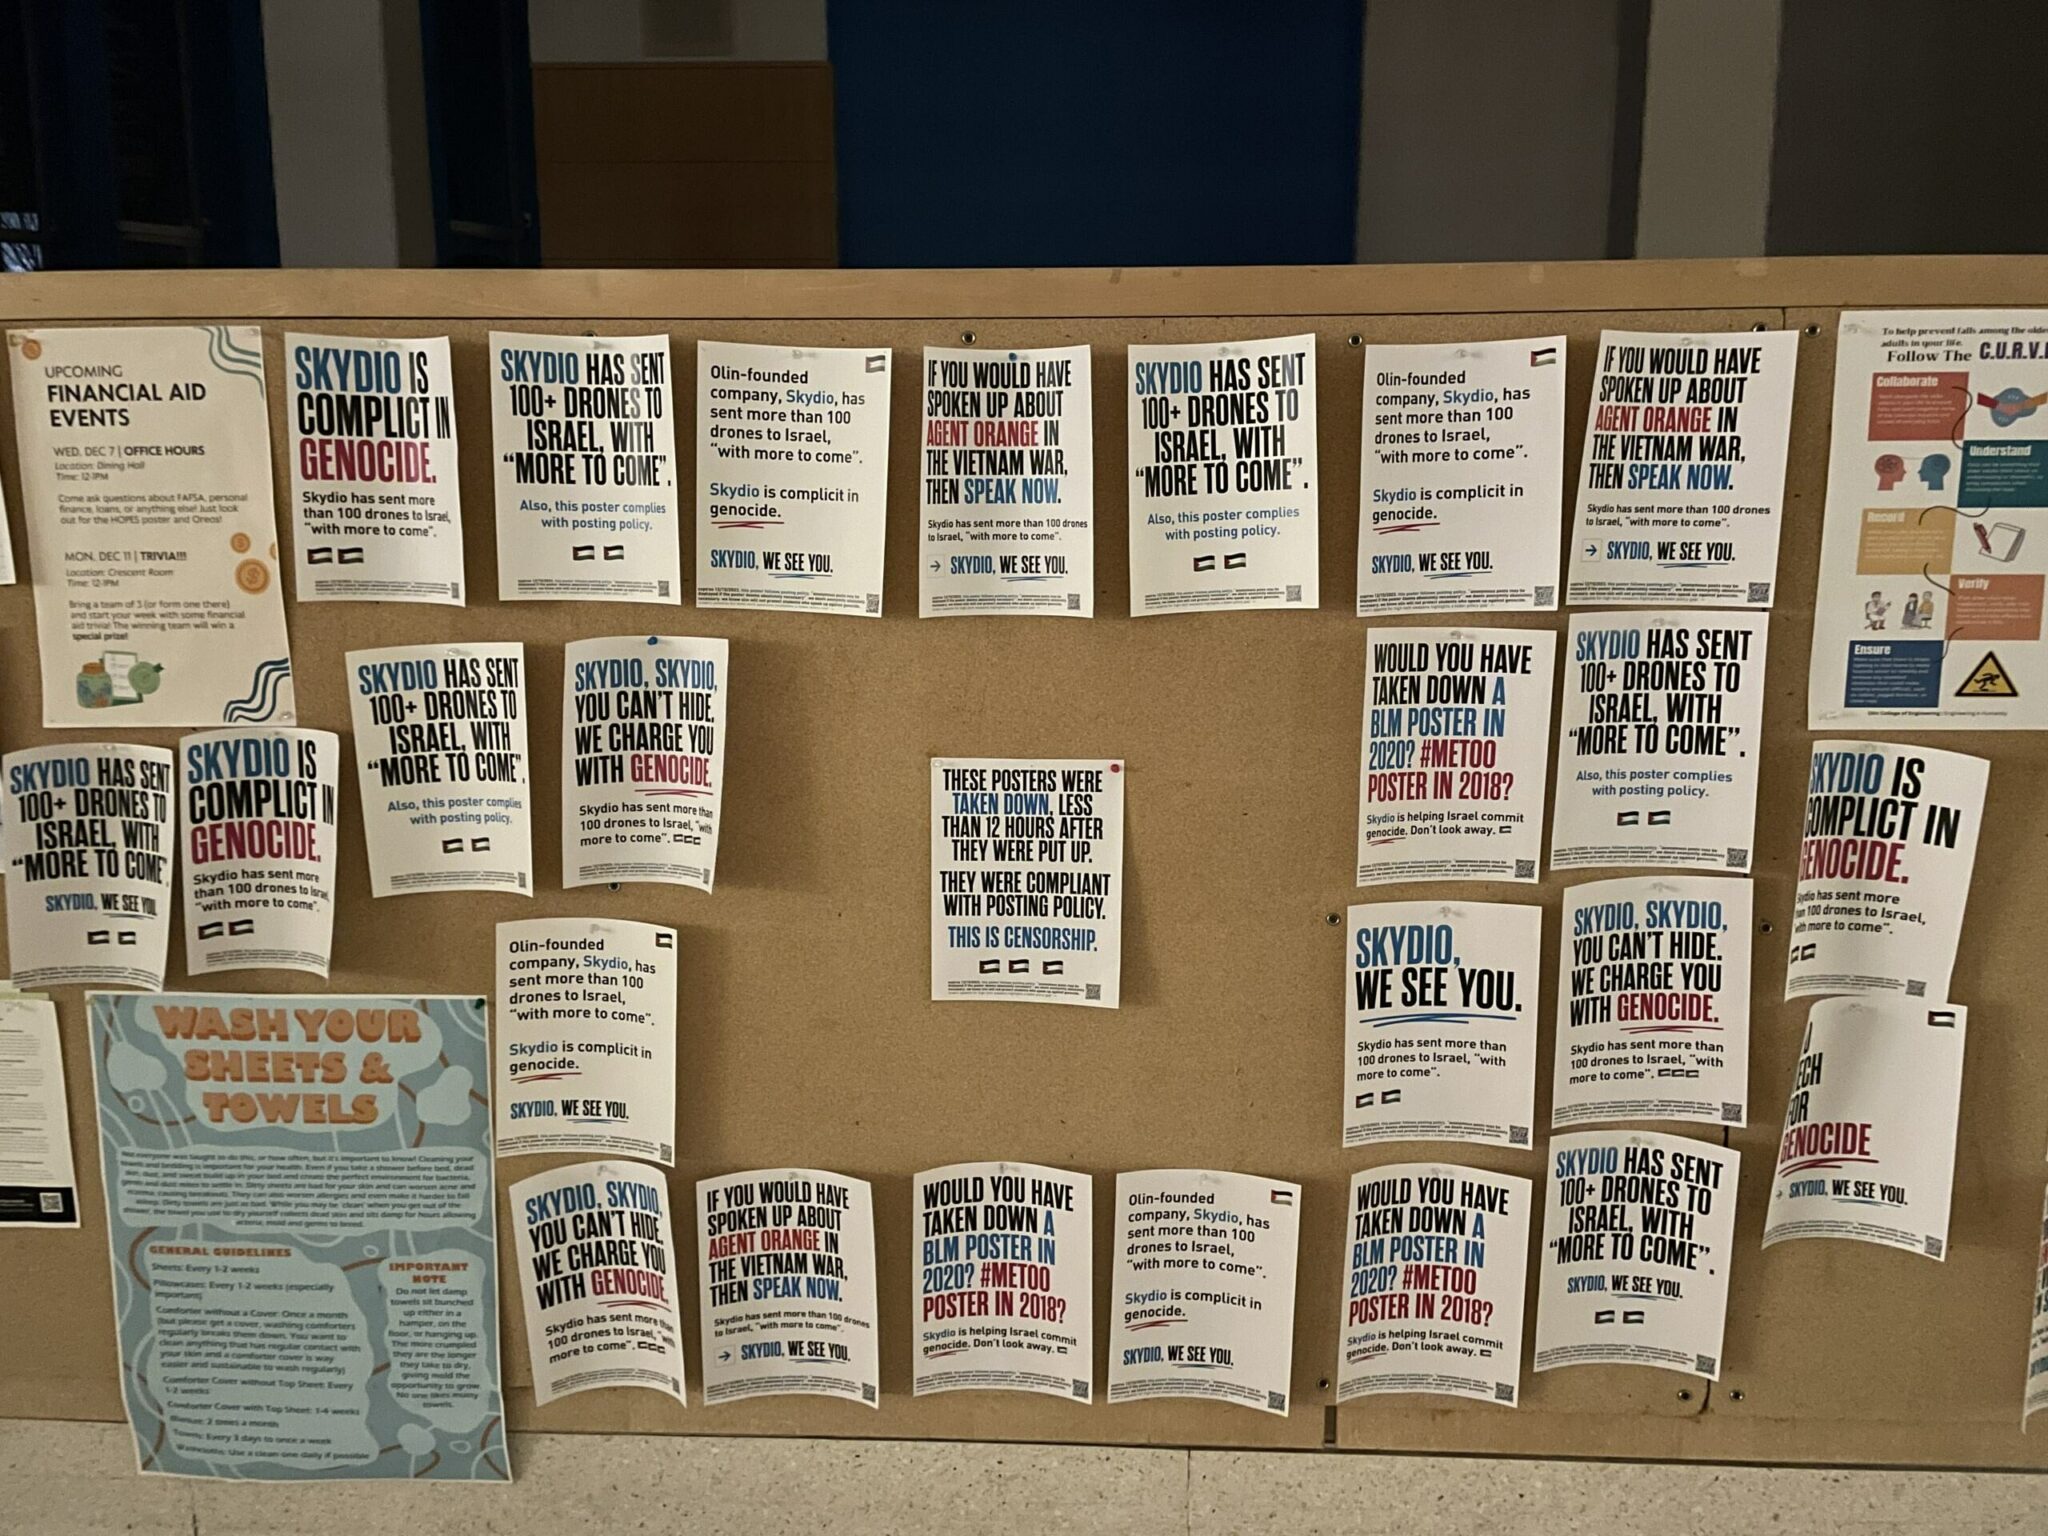 UPCOMING
FINANCIAL AID
EVENTS
WED, DEC 7 | OFFICE HOURS
Location: Dining Hall
Time: 12-1PM
Come ask questions about FAFSA, personal
finance, loans, or anything else! Just look
out for the HOPES poster and Oreos!
MON, DEC 11 | TRIVIA!!!
Location: Crescent Room
Time: 12-1PM
Bring a team of 3 (or form one there)
and start your week with some financial
aid trivia! The winning team will win a
special prize!
SKYDIO IS
COMPLICT IN
GENOCIDE.
Skydio has sent more
than 100 drones to Israel,
"with more to come".
SKYDIO HAS SENT
100+ DRONES TO
ISRAEL, WITH
"MORE TO COME".
Also, this poster complies
with posting policy.
Olin-founded
company, Skydio, has
sent more than 100
drones to Israel,
"with more to come".
Skydio is complicit in
genocide.
SKYDIO, WE SEE YOU.
IF YOU WOULD HAVE
SPOKEN UP ABOUT
AGENT ORANGE IN
THE VIETNAM WAR,
THEN SPEAK NOW.
Skydio has sent more than 100 drones
to Israel, "with more to come".
→ SKYDIO, WE SEE YOU.
SKYDIO HAS SENT
100+ DRONES TO
ISRAEL, WITH
"MORE TO COME".
Also, this poster complies
with posting policy.
Olin-founded
company, Skydio, has
sent more than 100
drones to Israel,
"with more to come".
Skydio is complicit in
genocide.
SKYDIO, WE SEE YOU.
IF YOU WOULD HAVE
SPOKEN UP ABOUT
AGENT ORANGE IN
THE VIETNAM WAR,
THEN SPEAK NOW.
Skydio has sent more than 100 drones
to Israel, "with more to come".
→ SKYDIO, WE SEE YOU.
To help prevent falls among the olde
adults in your life.
Follow The C.U.R.V.
Collaborate
Understand
Record
Verify
Ensure
SKYDIO HAS SENT
100+ DRONES TO
ISRAEL, WITH
"MORE TO COME".
Also, this poster complies
with posting policy.
SKYDIO, SKYDIO,
YOU CAN'T HIDE.
WE CHARGE YOU
WITH GENOCIDE.
Skydio has sent more than
100 drones to Israel, "with
more to come".
WOULD YOU HAVE
TAKEN DOWN A
BLM POSTER IN
2020? #METOO
POSTER IN 2018?
Skydio is helping Israel commit
genocide. Don't look away.
SKYDIO HAS SENT
100+ DRONES TO
ISRAEL, WITH
"MORE TO COME".
Also, this poster complies
with posting policy.
SKYDIO HAS SENT
100+ DRONES TO
ISRAEL, WITH
"MORE TO COME"
SKYDIO, WE SEE YOU
SKYDIO IS
COMPLICT IN
GENOCIDE.
Skydio has sent more
than 100 drones to Israel,
"with more to come".
THESE POSTERS WERE
TAKEN DOWN, LESS
THAN 12 HOURS AFTER
THEY WERE PUT UP.
THEY WERE COMPLIANT
WITH POSTING POLICY.
THIS IS CENSORSHIP.
SKYDIO IS
COMPLICT IN
GENOCIDE.
Skydio has sent more
than 100 drones to Israel,
with more to come".
Olin-founded
company, Skydio, has
sent more than 100
drones to Israel,
"with more to come".
Skydio is complicit in
genocide.
SKYDIO, WE SEE YOU.
SKYDIO,
WE SEE YOU.
Skydio has sent more than
100 drones to Israel, "with
more to come".
SKYDIO, SKYDIO,
YOU CAN'T HIDE.
WE CHARGE YOU
WITH GENOCIDE.
Skydio has sent more than
100 drones to Israel, "with
more to come".
ECH
FOR
GENOCIDE
→ SKYDIO, WE SEE YOU.
WASH YOUR
SHEETS &
TOWELS
GENERAL GUIDELINES
Sheets: Every 1-2 weeks
Pillowcases: Every 1-2 weeks (especially
important)
Comforter without a Cover: Once a month
(but please get a cover, washing comforters
regularly breaks them down. You want to
clean anything that has regular contact with
your skin and a comforter cover is way
easier and sustainable to wash regularly)
Comforter Cover without Top Sheet: Every
1-2 weeks
Comforter Cover with Top Sheet: 1-4 weeks
2 times a month
Towels: Every 3 days to once a week
Washcloths: Use a clean one daily if possible
IMPORTANT
NOTE
Do not let damp
towels sit bunched
up either in a
hamper, on the
floor, or hanging up.
The more crumpled
they are the longer
they take to dry,
giving mold the
opportunity to grow.
No one likes musty
towels.
SKYDIO, SKYDIO,
YOU CAN'T HIDE.
WE CHARGE YOU
WITH GENOCIDE.
Skydio has sent more than
100 drones to Israel, "with
more to come".
IF YOU WOULD HAVE
SPOKEN UP ABOUT
AGENT ORANGE IN
THE VIETNAM WAR,
THEN SPEAK NOW.
Skydio has sent more than 100 drones
to Israel, "with more to come".
→ SKYDIO, WE SEE YOU.
WOULD YOU HAVE
TAKEN DOWN A
BLM POSTER IN
2020? #METOO
POSTER IN 2018?
Skydio is helping Israel commit
genocide. Don't look away.
Olin-founded
company, Skydio, has
sent more than 100
drones to Israel,
"with more to come".
Skydio is complicit in
genocide.
SKYDIO, WE SEE YOU.
WOULD YOU HAVE
TAKEN DOWN A
BLM POSTER IN
2020? #METOO
POSTER IN 2018?
Skydio is helping Israel commit
genocide. Don't look away.
SKYDIO HAS SENT
100+ DRONES TO
ISRAEL, WITH
"MORE TO COME".
SKYDIO, WE SEE YOU.